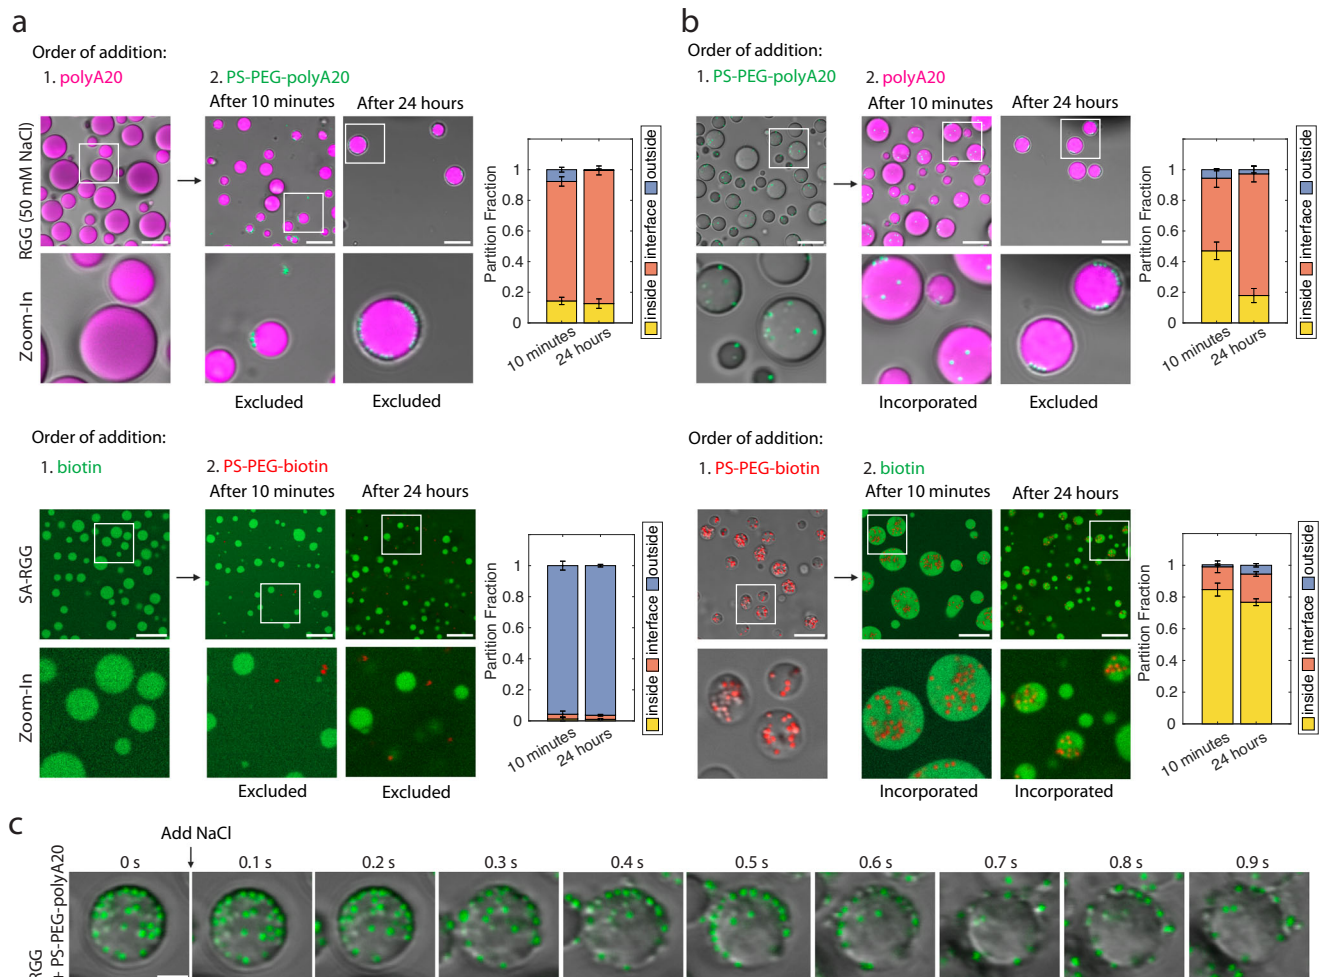 a
Order of addition:
1. polyA20
2. PS-PEG-polyA20
After 10 minutes
After 24 hours
RGG (50 mM NaCl)
Zoom-In
Excluded
Excluded
Partition Fraction
1
0.8
0.6
0.4
0.2
0
10 minutes
24 hours
inside interface outside
b
Order of addition:
1. PS-PEG-polyA20
2. polyA20
After 10 minutes
After 24 hours
Incorporated
Excluded
Partition Fraction
1
0.8
0.6
0.4
0.2
0
10 minutes
24 hours
inside interface outside
Order of addition:
1. biotin
2. PS-PEG-biotin
After 10 minutes
After 24 hours
SA-RGG
Zoom-In
Excluded
Excluded
Partition Fraction
1
0.8
0.6
0.4
0.2
0
10 minutes
24 hours
inside interface outside
Order of addition:
1. PS-PEG-biotin
2. biotin
After 10 minutes
After 24 hours
Incorporated
Incorporated
Partition Fraction
1
0.8
0.6
0.4
0.2
0
10 minutes
24 hours
inside interface outside
c
Add NaCl
0 s
0.1 s
0.2 s
0.3 s
0.4 s
0.5 s
0.6 s
0.7 s
0.8 s
0.9 s
RGG
+ PS-PEG-polyA20